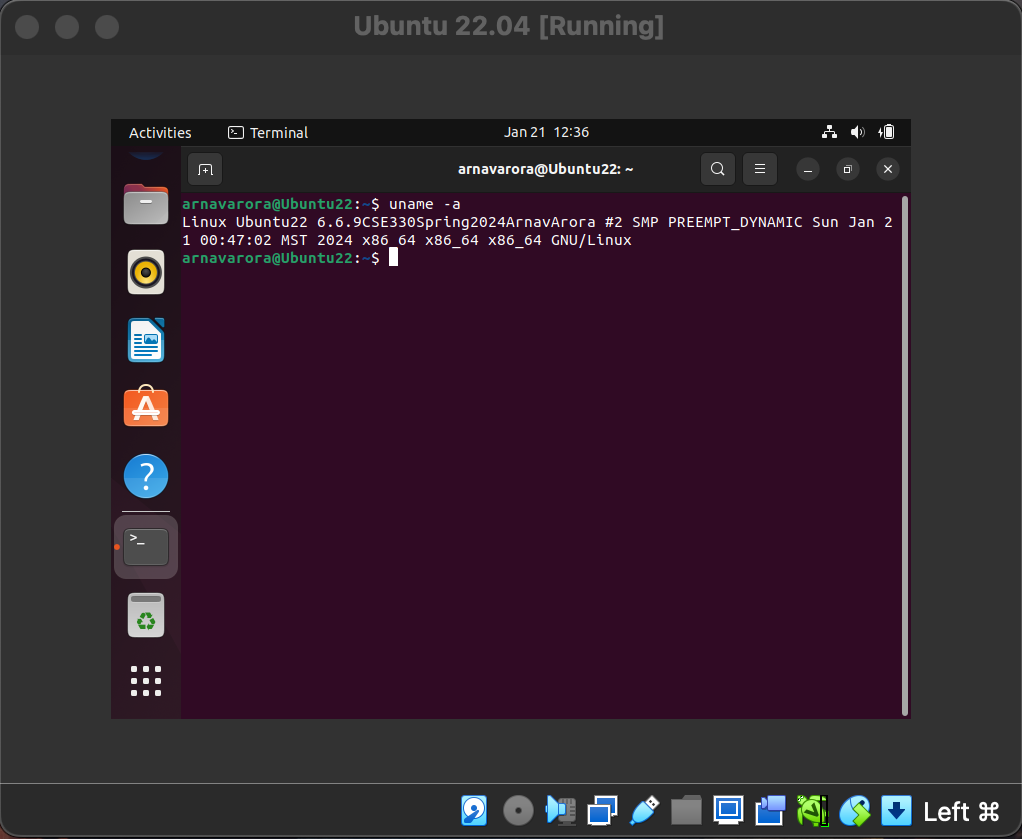 Ubuntu 22.04 [Running]
Activities
Terminal
Jan 21 12:36
arnavarora@Ubuntu22: ~
arnavarora@Ubuntu22:~$ uname -a
Linux Ubuntu22 6.6.9CSE330Spring2024ArnavArora #2 SMP PREEMPT_DYNAMIC Sun Jan 2
1 00:47:02 MST 2024 x86_64 x86_64 x86_64 GNU/Linux
arnavarora@Ubuntu22:~$
Left ⌘